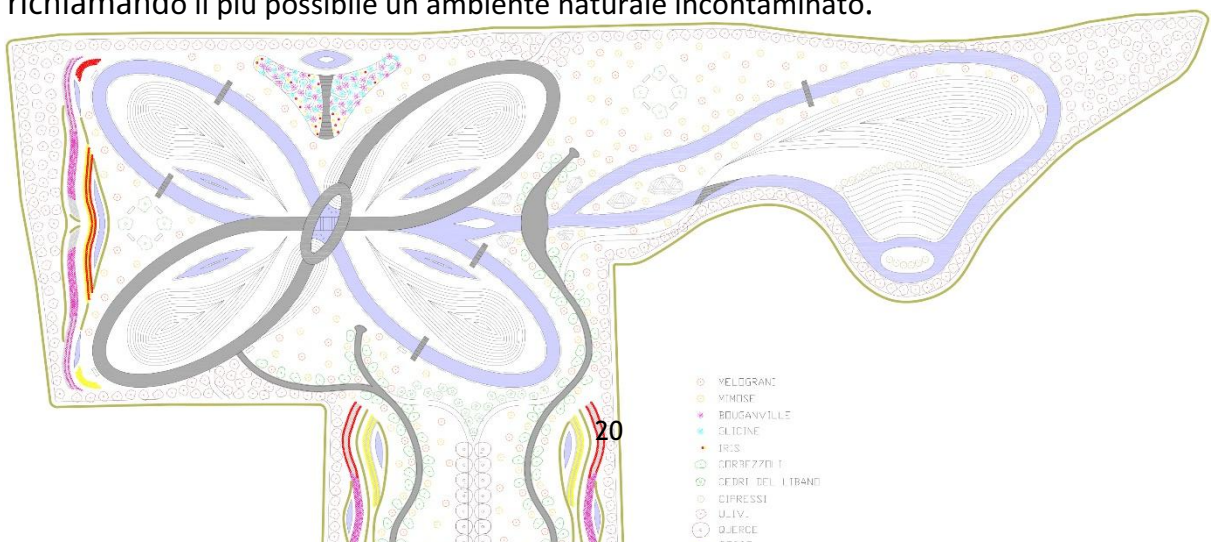 richiamando il più possibile un ambiente naturale incontaminato.
MELOGRANI
MIMOSE
BOUGANVILLE
GLICINE
20
IRIS
CORBEZZOLI
CEDRI DEL LIBANO
CIPRESSI
ULIVI
QUERCE